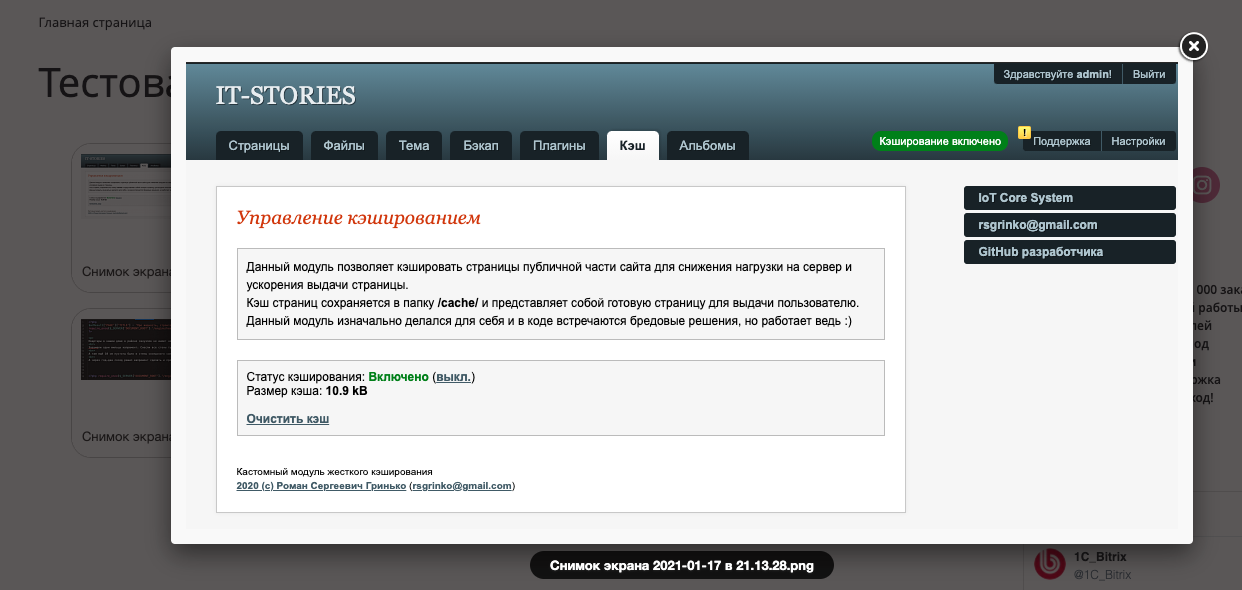 Главная страница
Тестова
Здравствуйте admin!
Выйти
IT-STORIES
Страницы
Файлы
Тема
Бэкап
Плагины
Кэш
Альбомы
Кэширование включено
!
Поддержка
Настройки
Управление кэшированием
Данный модуль позволяет кэшировать страницы публичной части сайта для снижения нагрузки на сервер и
ускорения выдачи страницы.
Кэш страниц сохраняется в папку /cache/ и представляет собой готовую страницу для выдачи пользователю.
Данный модуль изначально делался для себя и в коде встречаются бредовые решения, но работает ведь :)
Статус кэширования: Включено (выкл.)
Размер кэша: 10.9 kB
Очистить кэш
Кастомный модуль жесткого кэширования
2020 (c) Роман Сергеевич Гринько (rsgrinko@gmail.com)
IoT Core System
rsgrinko@gmail.com
GitHub разработчика
Снимок экрана
Снимок экрана
000 зака
работы
лей
од
и
ржка
код!
Снимок экрана 2021-01-17 в 21.13.28.png
1C_Bitrix
@1C_Bitrix